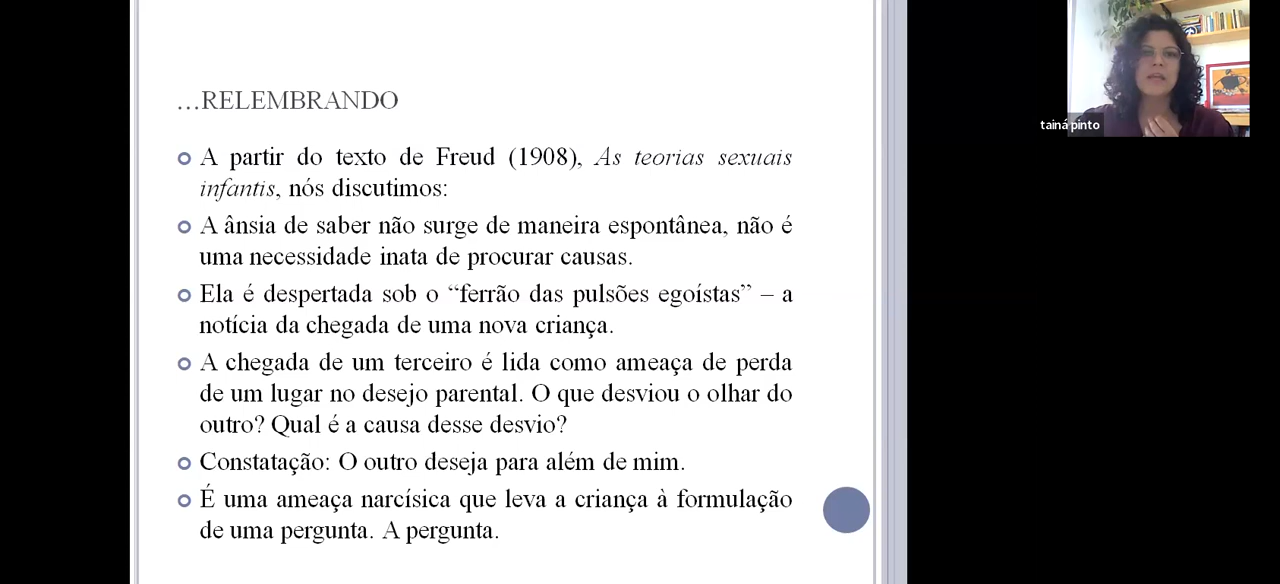 …RELEMBRANDO
A partir do texto de Freud (1908), As teorias sexuais
infantis, nós discutimos:
A ânsia de saber não surge de maneira espontânea, não é
uma necessidade inata de procurar causas.
Ela é despertada sob o “ferrão das pulsões egoístas” – a
notícia da chegada de uma nova criança.
A chegada de um terceiro é lida como ameaça de perda
de um lugar no desejo parental. O que desviou o olhar do
outro? Qual é a causa desse desvio?
Constatação: O outro deseja para além de mim.
É uma ameaça narcísica que leva a criança à formulação
de uma pergunta. A pergunta.
tainá pinto